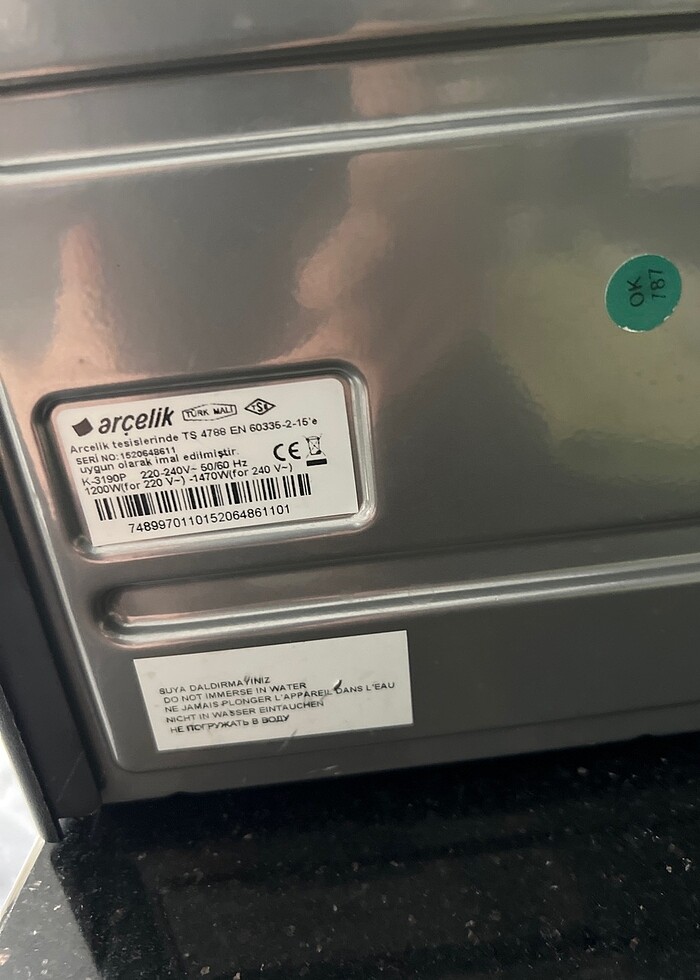 arçelik TÜRK MALI TSE
Arcelik tesislerinde TS 4788 EN 60335-2-15'e
SERİ NO:1520648611
uygun olarak imal edilmiştir.
CE
K-3190P 220-240V~ 50/60 Hz
1200W(for 220 V~) -1470W(for 240 V~)
7489970110152064861101
OK
187
SUYA DALDIRMAYINIZ
DO NOT IMMERSE IN WATER
NE JAMAIS PLONGER L'APPAREIL DANS L'EAU
NICHT IN WASSER EINTAUCHEN
НЕ ПОГРУЖАТЬ В ВОДУ